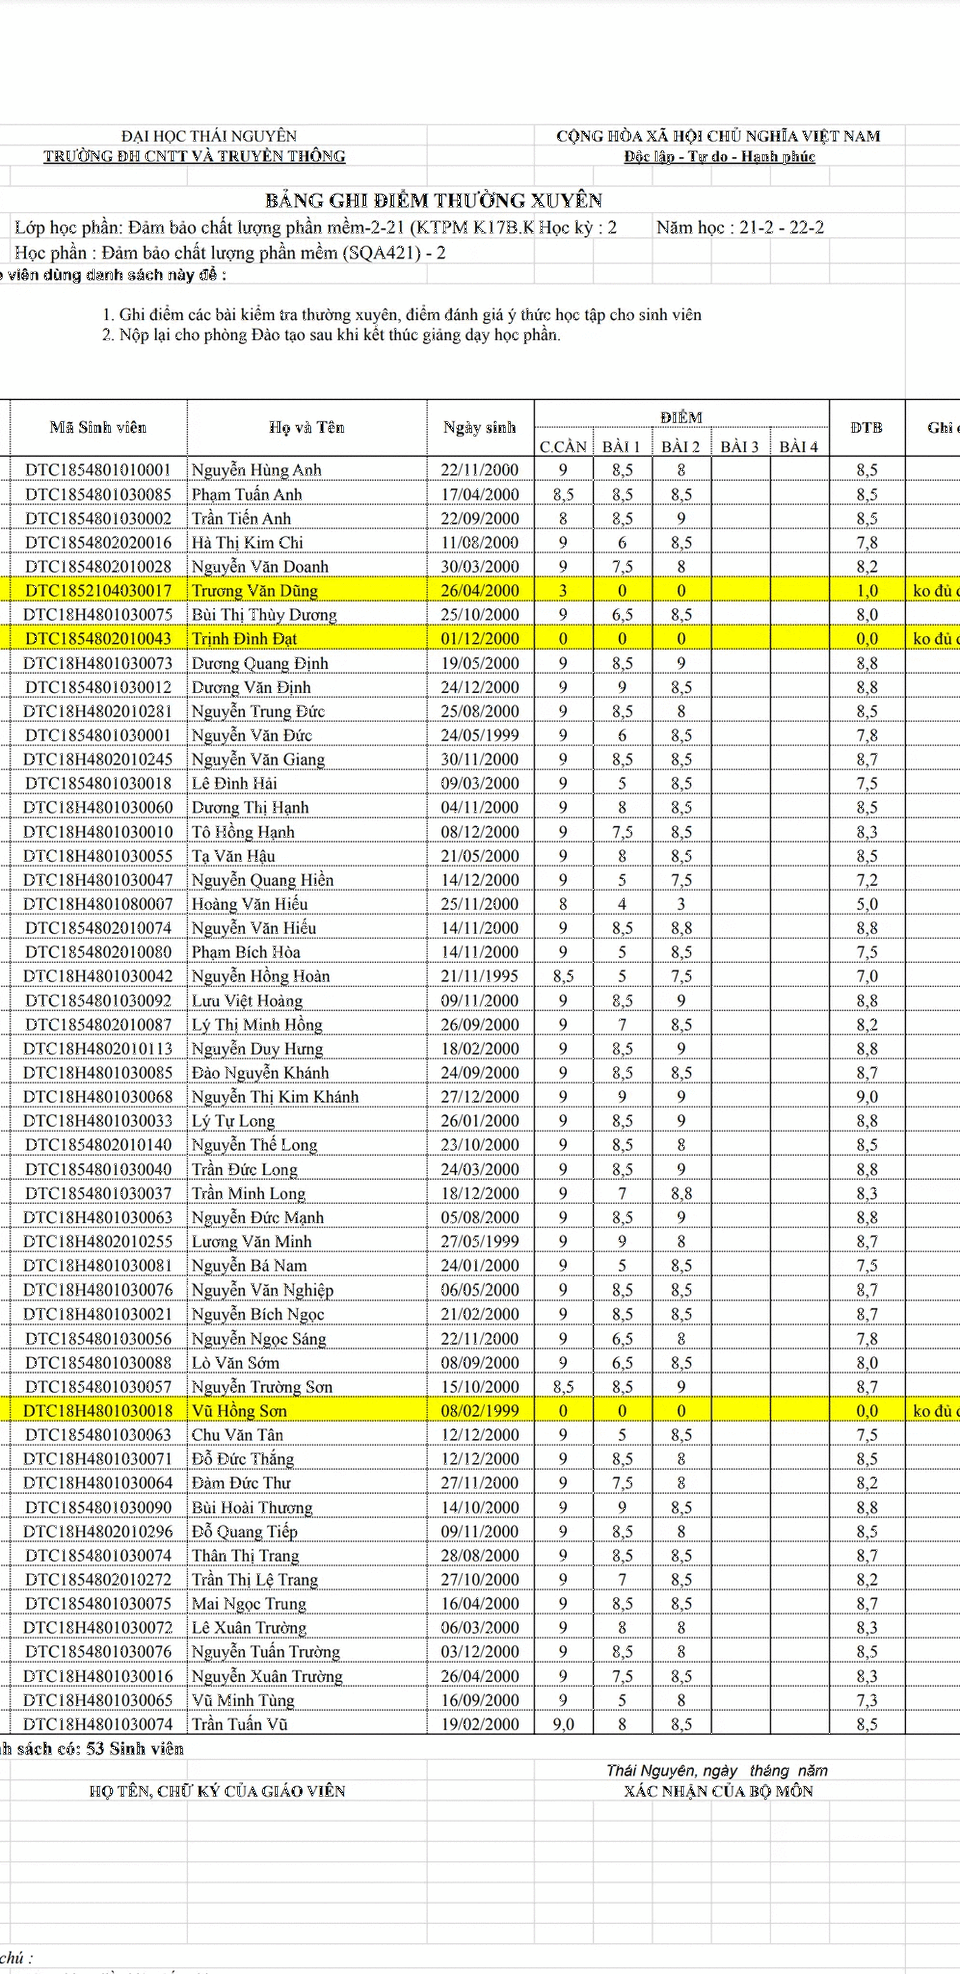 ĐẠI HỌC THÁI NGUYÊN CỘNG HÒA XÃ HỘI CHỦ NGHĨA VIỆT NAM
TRƯỜNG ĐH CNTT VÀ TRUYỀN THÔNG Độc lập - Tự do - Hạnh phúc
BẢNG GHI ĐIỂM THƯỜNG XUYÊN
Lớp học phần: Đảm bảo chất lượng phần mềm-2-21 (KTPM K17B.K Học kỳ : 2 Năm học : 21-2 - 22-2
Học phần : Đảm bảo chất lượng phần mềm (SQA421) - 2
viên dùng danh sách này để :
1. Ghi điểm các bài kiểm tra thường xuyên, điểm đánh giá ý thức học tập cho sinh viên
2. Nộp lại cho phòng Đào tạo sau khi kết thúc giảng dạy học phần.
Mã Sinh viên Họ và Tên Ngày sinh ĐIỂM ĐTB Ghi
C.CẦN BÀI 1 BÀI 2 BÀI 3 BÀI 4
DTC1854801010001 Nguyễn Hùng Anh 22/11/2000 9 8,5 8 8,5
DTC1854801030085 Phạm Tuấn Anh 17/04/2000 8,5 8,5 8,5 8,5
DTC1854801030002 Trần Tiến Anh 22/09/2000 8 8,5 9 8,5
DTC1854802020016 Hà Thị Kim Chi 11/08/2000 9 6 8,5 7,8
DTC1854802010028 Nguyễn Văn Doanh 30/03/2000 9 7,5 8 8,2
DTC1852104030017 Trương Văn Dũng 26/04/2000 3 0 0 1,0 ko đủ
DTC18H4801030075 Bùi Thị Thùy Dương 25/10/2000 9 6,5 8,5 8,0
DTC1854802010043 Trịnh Đình Đạt 01/12/2000 0 0 0 0,0 ko đủ
DTC18H4801030073 Dương Quang Định 19/05/2000 9 8,5 9 8,8
DTC1854801030012 Dương Văn Định 24/12/2000 9 9 8,5 8,8
DTC18H4802010281 Nguyễn Trung Đức 25/08/2000 9 8,5 8 8,5
DTC1854801030001 Nguyễn Văn Đức 24/05/1999 9 6 8,5 7,8
DTC18H4802010245 Nguyễn Văn Giang 30/11/2000 9 8,5 8,5 8,7
DTC1854801030018 Lê Đình Hải 09/03/2000 9 5 8,5 7,5
DTC18H4801030060 Dương Thị Hạnh 04/11/2000 9 8 8,5 8,5
DTC18H4801030010 Tô Hồng Hạnh 08/12/2000 9 7,5 8,5 8,3
DTC18H4801030055 Tạ Văn Hậu 21/05/2000 9 8 8,5 8,5
DTC18H4801030047 Nguyễn Quang Hiền 14/12/2000 9 5 7,5 7,2
DTC18H4801080007 Hoàng Văn Hiếu 25/11/2000 8 4 3 5,0
DTC1854802010074 Nguyễn Văn Hiếu 14/11/2000 9 8,5 8,8 8,8
DTC1854802010080 Phạm Bích Hòa 14/11/2000 9 5 8,5 7,5
DTC18H4801030042 Nguyễn Hồng Hoàn 21/11/1995 8,5 5 7,5 7,0
DTC1854801030092 Lưu Việt Hoàng 09/11/2000 9 8,5 9 8,8
DTC1854802010087 Lý Thị Minh Hồng 26/09/2000 9 7 8,5 8,2
DTC18H4802010113 Nguyễn Duy Hưng 18/02/2000 9 8,5 9 8,8
DTC18H4801030085 Đào Nguyễn Khánh 24/09/2000 9 8,5 8,5 8,7
DTC18H4801030068 Nguyễn Thị Kim Khánh 27/12/2000 9 9 9 9,0
DTC18H4801030033 Lý Tự Long 26/01/2000 9 8,5 9 8,8
DTC1854802010140 Nguyễn Thế Long 23/10/2000 9 8,5 8 8,5
DTC1854801030040 Trần Đức Long 24/03/2000 9 8,5 9 8,8
DTC1854801030037 Trần Minh Long 18/12/2000 9 7 8,8 8,3
DTC18H4801030063 Nguyễn Đức Mạnh 05/08/2000 9 8,5 9 8,8
DTC18H4802010255 Lương Văn Minh 27/05/1999 9 9 8 8,7
DTC18H4801030081 Nguyễn Bá Nam 24/01/2000 9 5 8,5 7,5
DTC18H4801030076 Nguyễn Văn Nghiệp 06/05/2000 9 8,5 8,5 8,7
DTC18H4801030021 Nguyễn Bích Ngọc 21/02/2000 9 8,5 8,5 8,7
DTC1854801030056 Nguyễn Ngọc Sáng 22/11/2000 9 6,5 8 7,8
DTC1854801030088 Lò Văn Sớm 08/09/2000 9 6,5 8,5 8,0
DTC1854801030057 Nguyễn Trường Sơn 15/10/2000 8,5 8,5 9 8,7
DTC18H4801030018 Vũ Hồng Sơn 08/02/1999 0 0 0 0,0 ko đủ
DTC1854801030063 Chu Văn Tân 12/12/2000 9 5 8,5 7,5
DTC18H4801030071 Đỗ Đức Thắng 12/12/2000 9 8,5 8 8,5
DTC18H4801030064 Đàm Đức Thư 27/11/2000 9 7,5 8 8,2
DTC1854801030090 Bùi Hoài Thương 14/10/2000 9 9 8,5 8,8
DTC18H4802010296 Đỗ Quang Tiếp 09/11/2000 9 8,5 8 8,5
DTC1854801030074 Thân Thị Trang 28/08/2000 9 8,5 8,5 8,7
DTC1854802010272 Trần Thị Lệ Trang 27/10/2000 9 7 8,5 8,2
DTC1854801030075 Mai Ngọc Trung 16/04/2000 9 8,5 8,5 8,7
DTC18H4801030072 Lê Xuân Trường 06/03/2000 9 8 8 8,3
DTC1854801030076 Nguyễn Tuấn Trường 03/12/2000 9 8,5 8 8,5
DTC18H4801030016 Nguyễn Xuân Trường 26/04/2000 9 7,5 8,5 8,3
DTC18H4801030065 Vũ Minh Tùng 16/09/2000 9 5 8 7,3
DTC18H4801030074 Trần Tuấn Vũ 19/02/2000 9,0 8 8,5 8,5
sách có: 53 Sinh viên
Thái Nguyên, ngày tháng năm
HỌ TÊN, CHỮ KÝ CỦA GIÁO VIÊN XÁC NHẬN CỦA BỘ MÔN
chú :